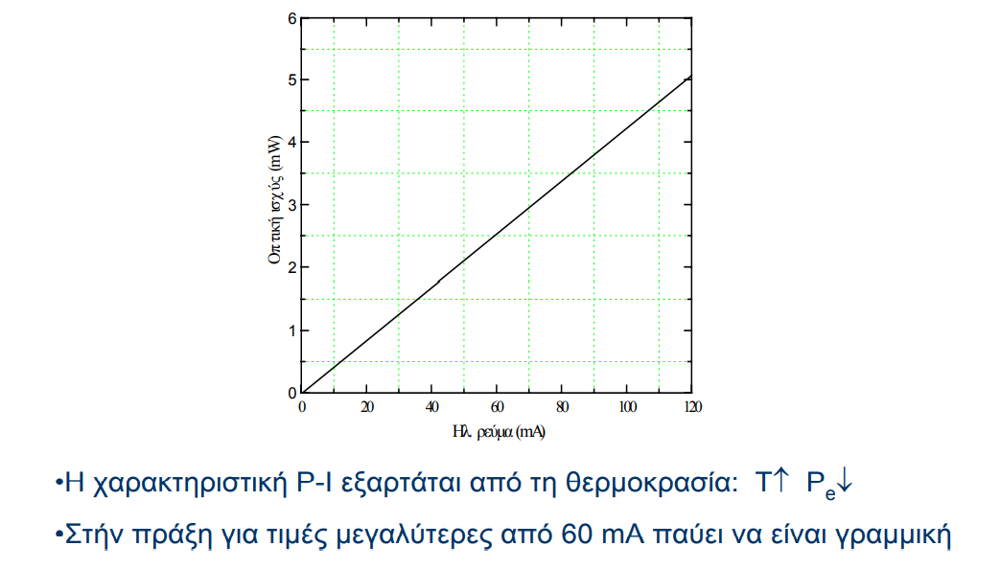 6
5
4
3
2
1
0
Οπτική ισχύς (mW)
0 20 40 60 80 100 120
Ηλ. ρεύμα (mA)
•Η χαρακτηριστική P-I εξαρτάται από τη θερμοκρασία: T↑ Pe↓
•Στήν πράξη για τιμές μεγαλύτερες από 60 mA παύει να είναι γραμμική